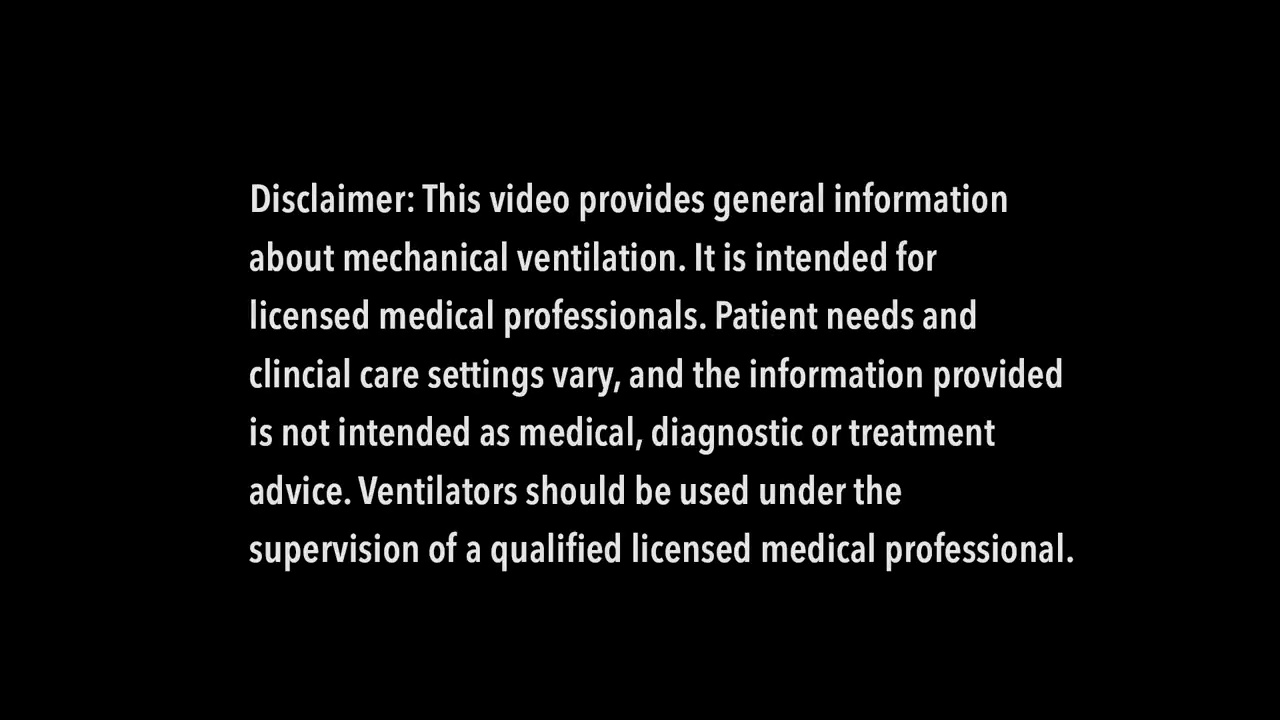 Disclaimer: This video provides general information
about mechanical ventilation. It is intended for
licensed medical professionals. Patient needs and
clincial care settings vary, and the information provided
is not intended as medical, diagnostic or treatment
advice. Ventilators should be used under the
supervision of a qualified licensed medical professional.